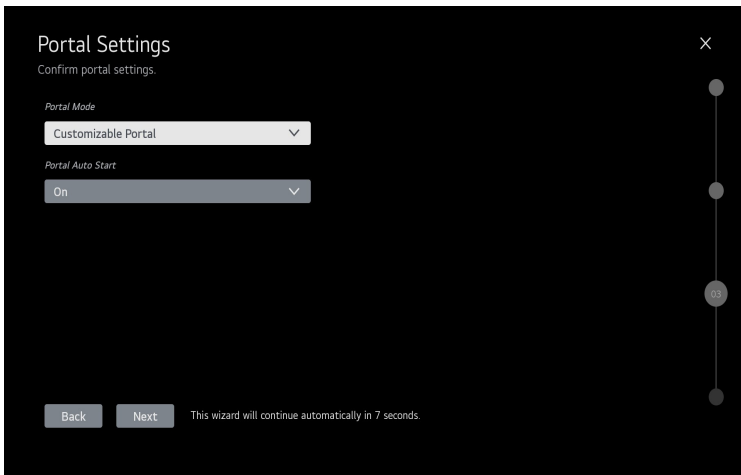 Portal Settings
Confirm portal settings.
Portal Mode
Customizable Portal
Portal Auto Start
On
03
Back
Next
This wizard will continue automatically in 7 seconds.